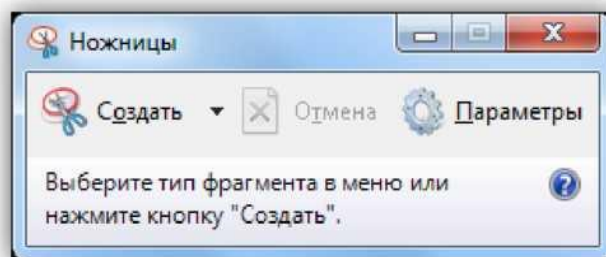 Ножницы
Создать Отмена Параметры
Выберите тип фрагмента в меню или
нажмите кнопку "Создать".